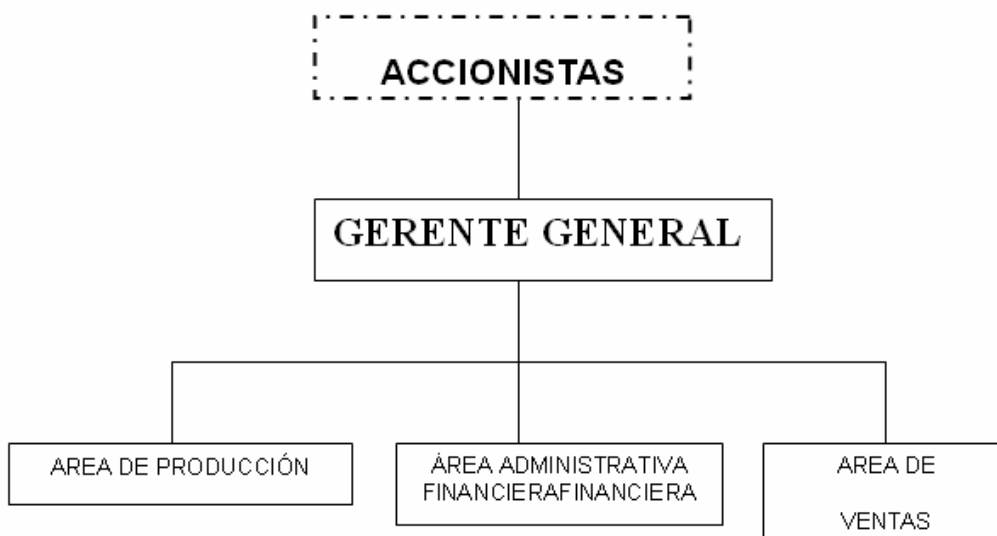 ACCIONISTAS
GERENTE GENERAL
AREA DE PRODUCCIÓN
ÁREA ADMINISTRATIVA
FINANCIERAFINANCIERA
AREA DE
VENTAS